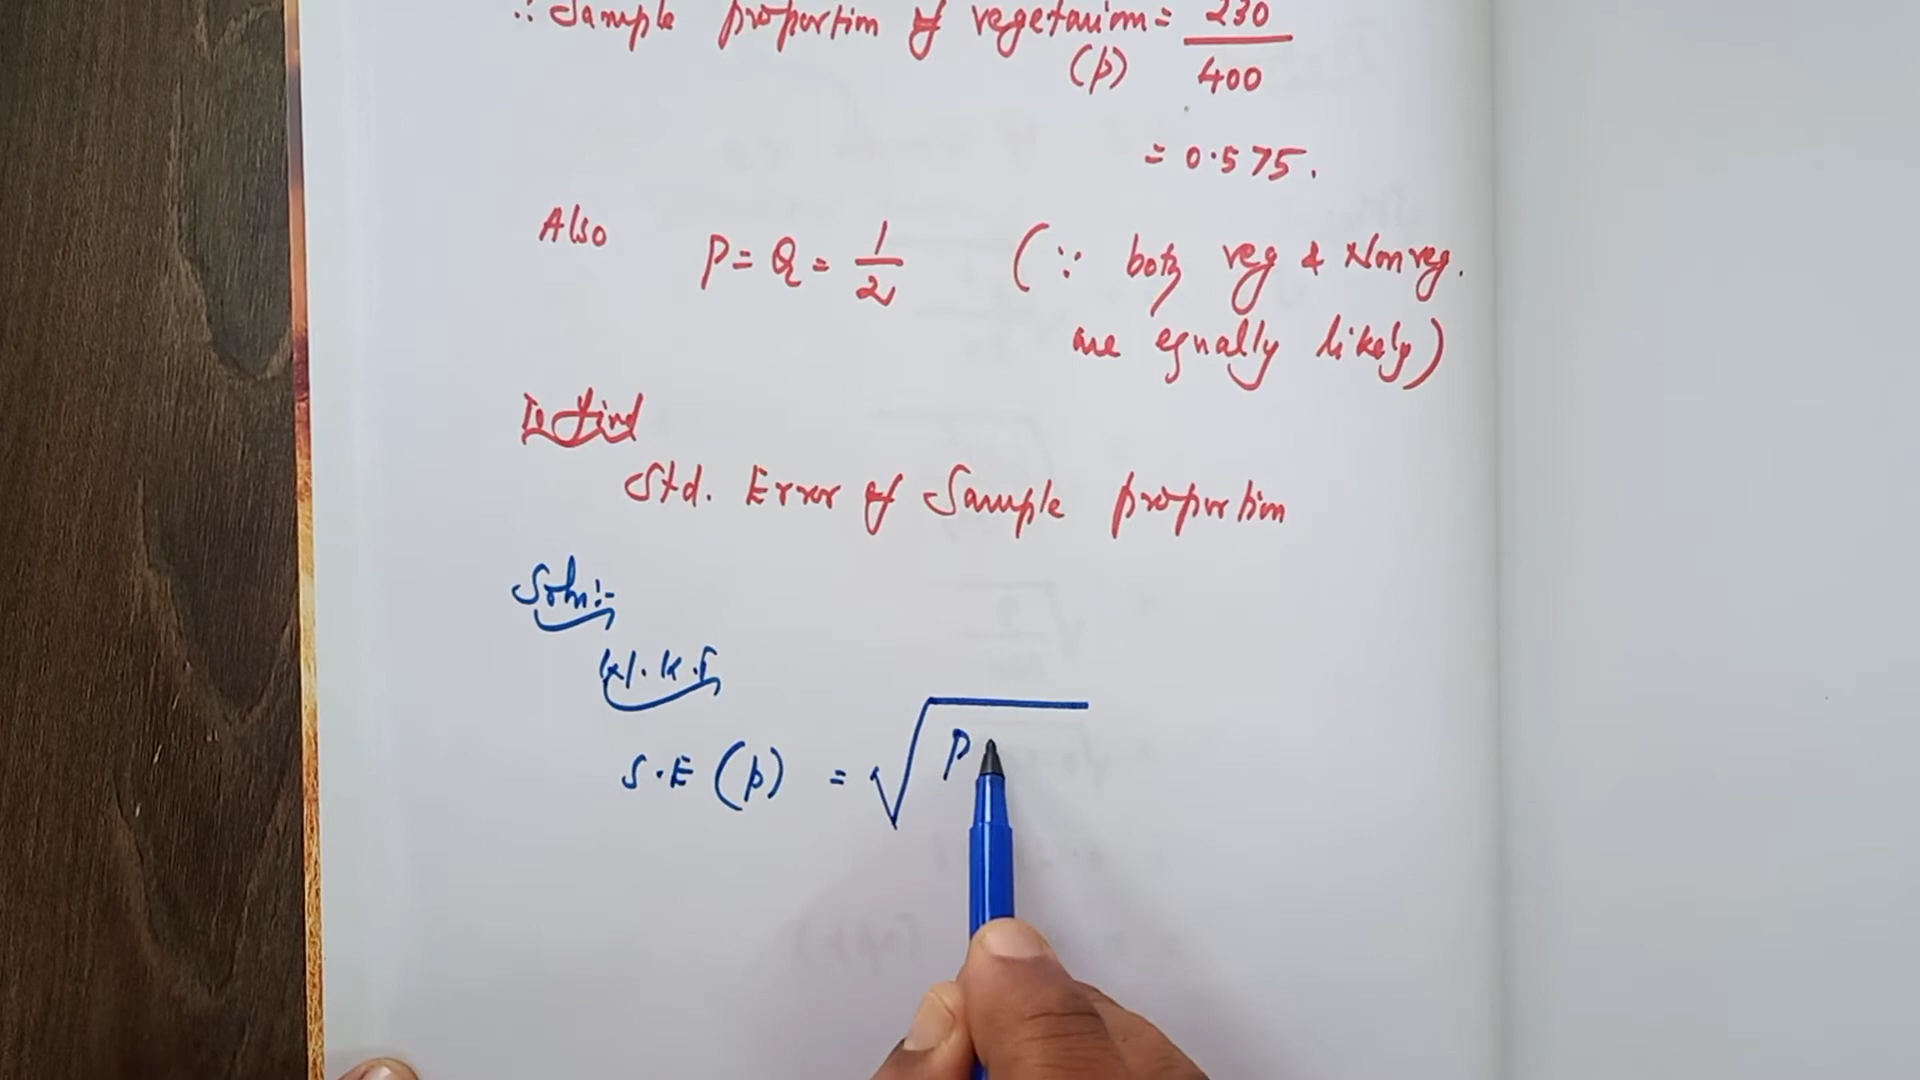 ∴ Sample proportion of vegetarian = 230/400
(p)
= 0.575.
Also P = Q = 1/2 (∵ both veg & Nonveg.
are equally likely)
To find
Std. Error of Sample proportion
Soln:-
W.K.T
S.E (p) = √P